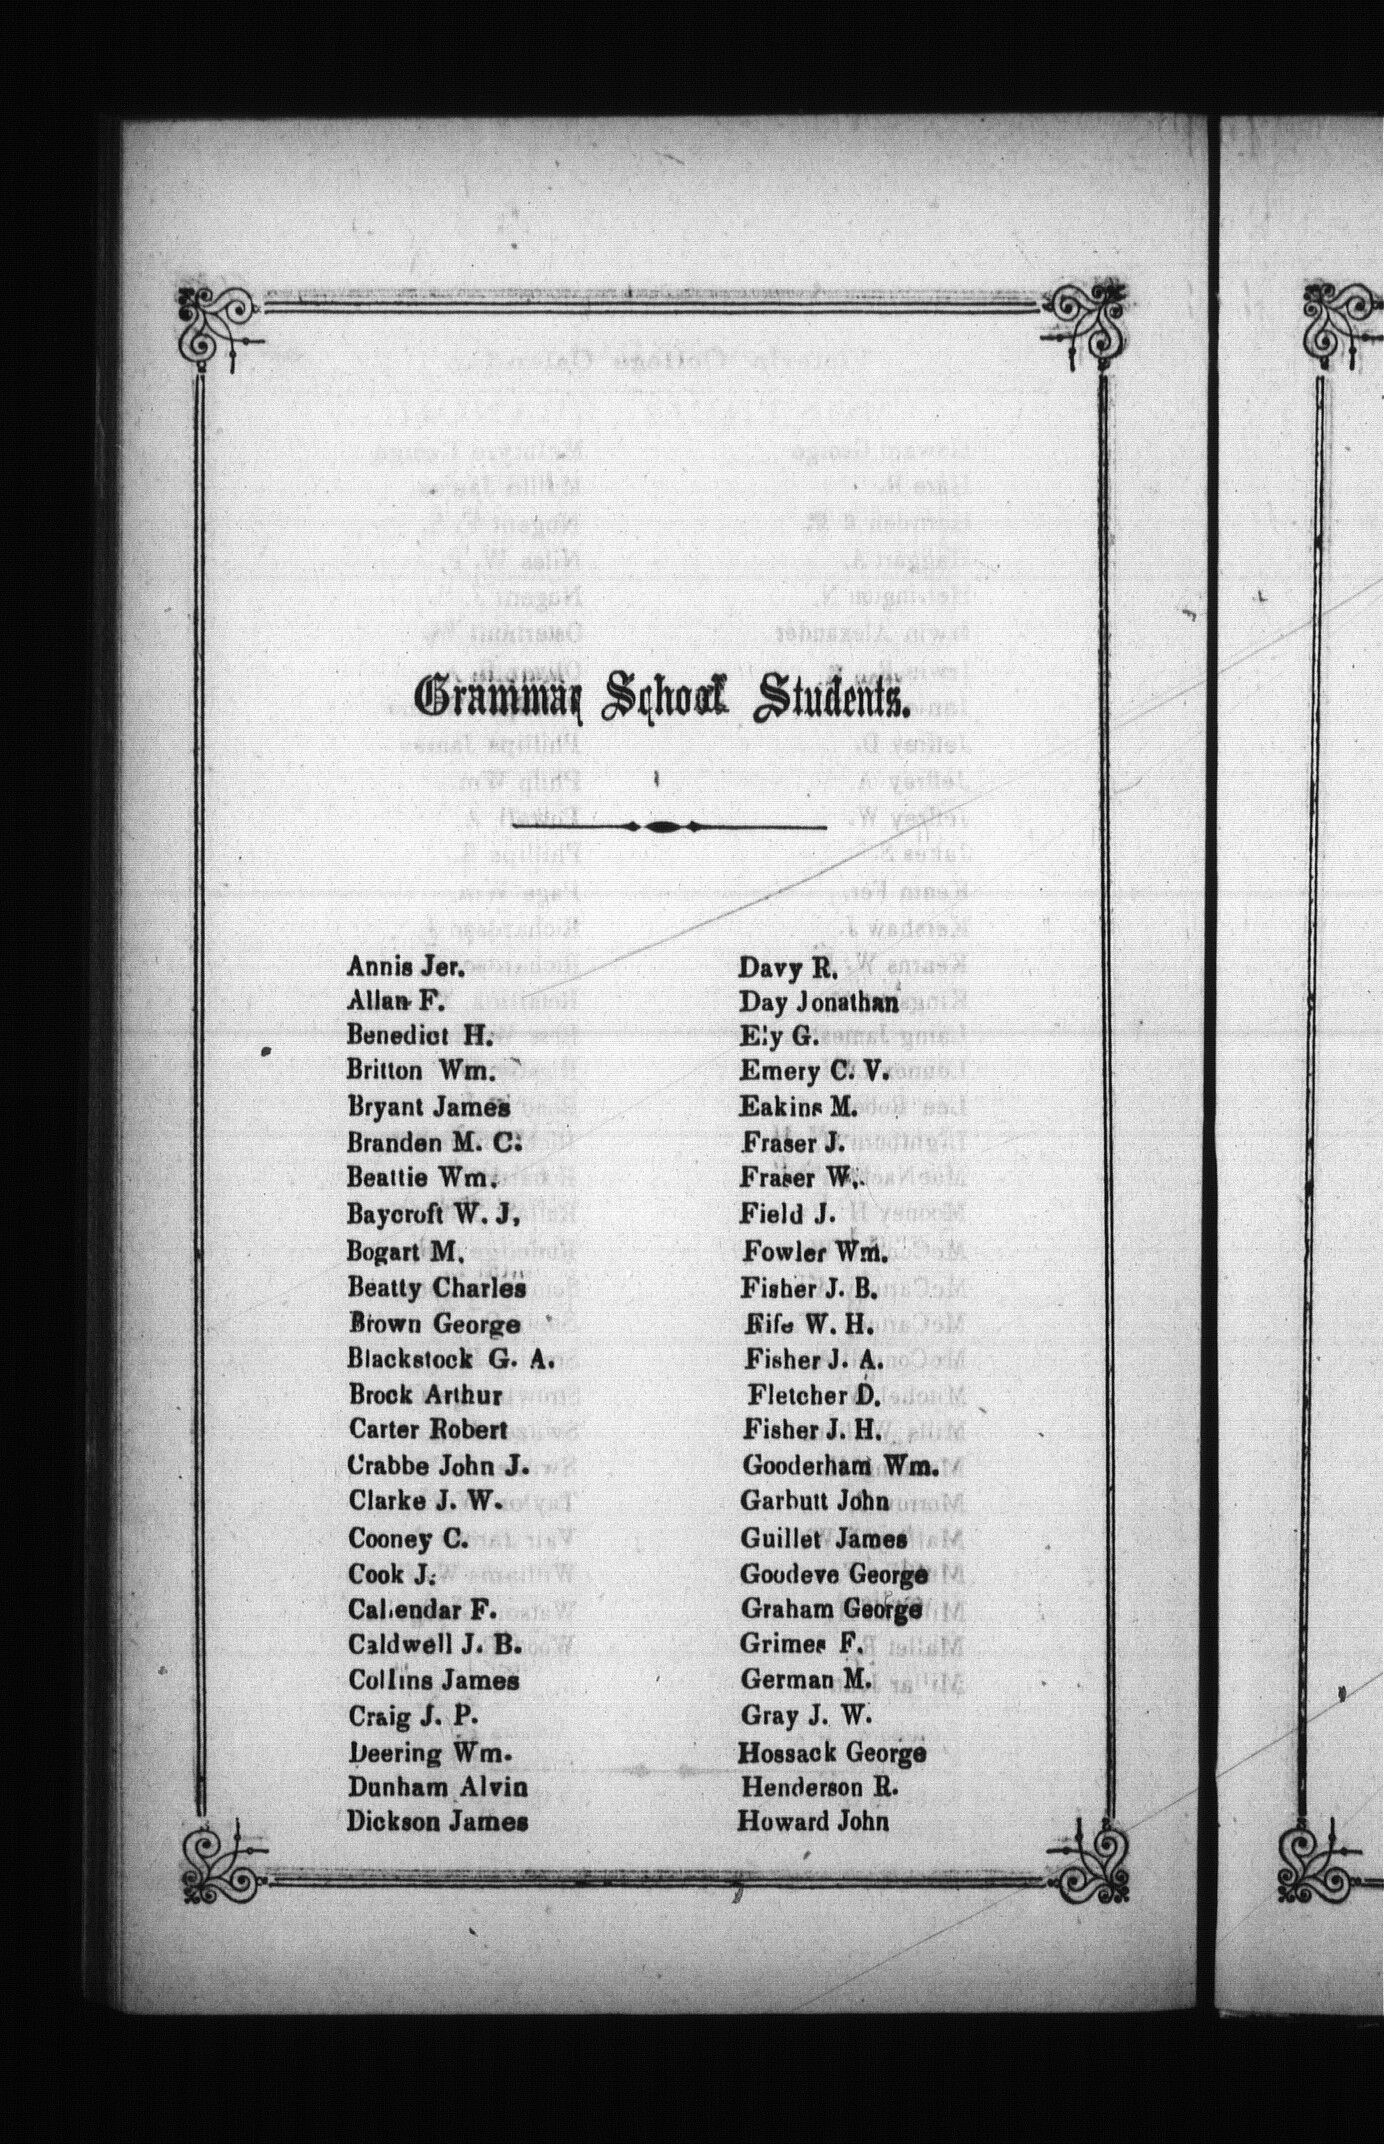 Grammar School Students.
Annis Jer.
Allan F.
Benedict H.
Britton Wm.
Bryant James
Branden M. C.
Beattie Wm.
Baycroft W. J,
Bogart M.
Beatty Charles
Brown George
Blackstock G. A.
Brock Arthur
Carter Robert
Crabbe John J.
Clarke J. W.
Cooney C.
Cook J.
Callendar F.
Caldwell J. B.
Collins James
Craig J. P.
Deering Wm.
Dunham Alvin
Dickson James
Davy R.
Day Jonathan
Ely G.
Emery C. V.
Eakins M.
Fraser J.
Fraser W.
Field J.
Fowler Wm.
Fisher J. B.
Fife W. H.
Fisher J. A.
Fletcher D.
Fisher J. H.
Gooderham Wm.
Garbutt John
Guillet James
Goodeve George
Graham George
Grimes F.
German M.
Gray J. W.
Hossack George
Henderson R.
Howard John